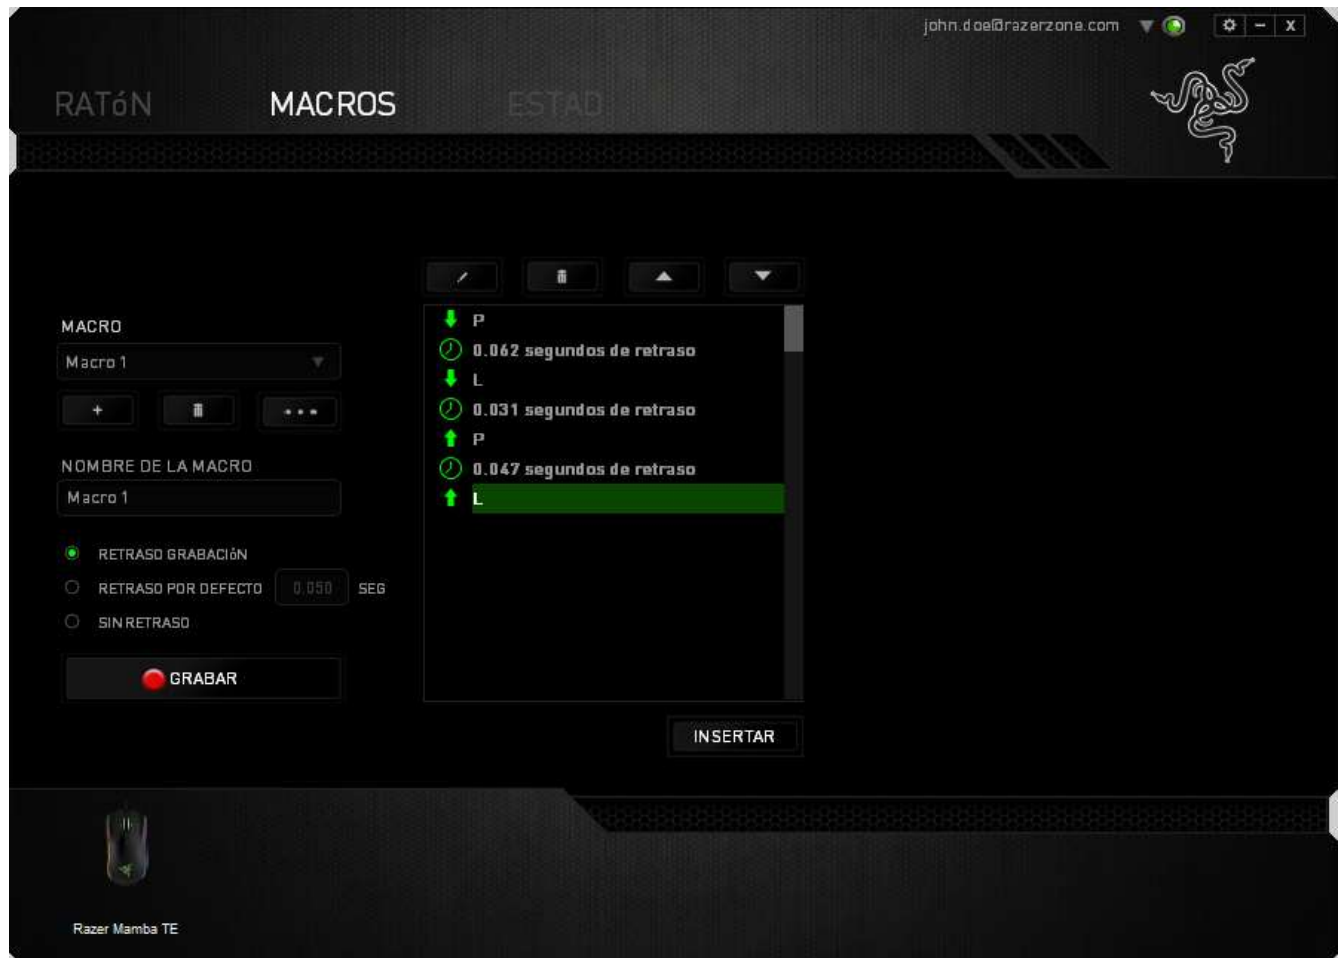 john.doe@razerzone.com
RATóN MACROS ESTAD
MACRO
Macro 1
NOMBRE DE LA MACRO
Macro 1
RETRASO GRABACIóN
RETRASO POR DEFECTO 0.050 SEG
SIN RETRASO
GRABAR
P
0.062 segundos de retraso
L
0.031 segundos de retraso
P
0.047 segundos de retraso
L
INSERTAR
Razer Mamba TE